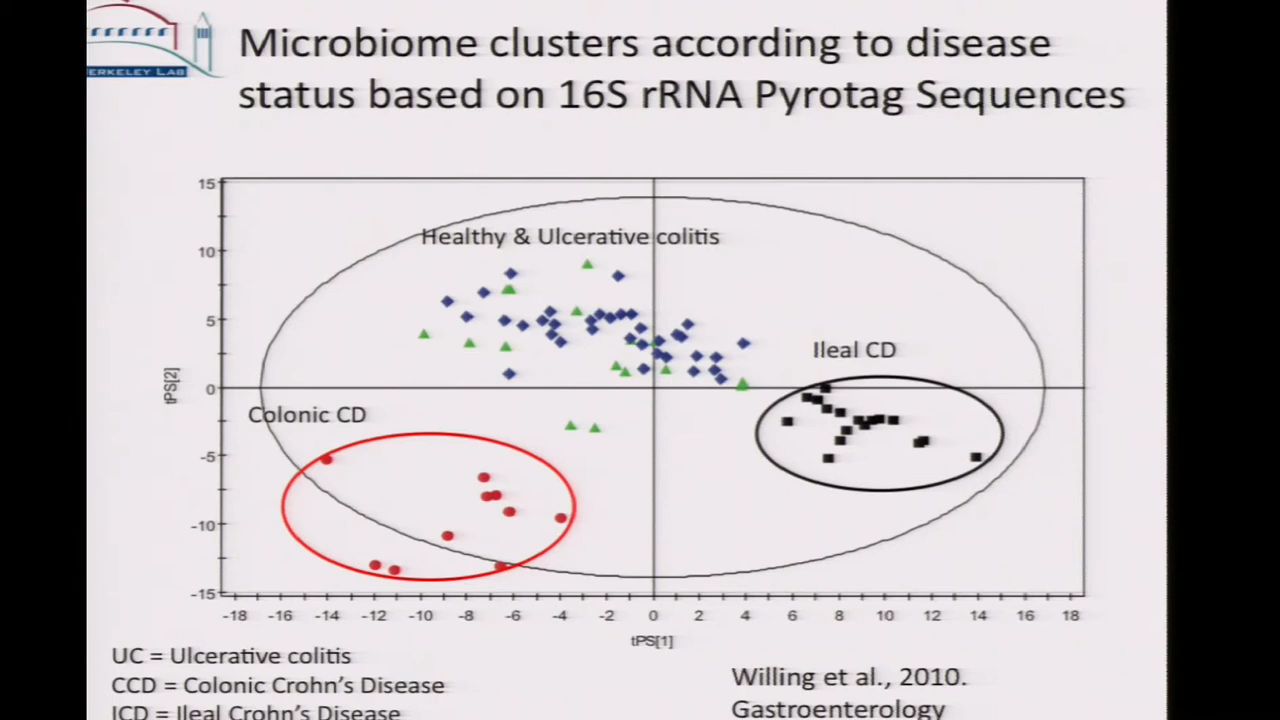 BERKELEY LAB
Microbiome clusters according to disease
status based on 16S rRNA Pyrotag Sequences
15
10
5
0
-5
-10
-15
tPS[2]
Healthy & Ulcerative colitis
Ileal CD
Colonic CD
-18 -16 -14 -12 -10 -8 -6 -4 -2 0 2 4 6 8 10 12 14 16 18
tPS[1]
UC = Ulcerative colitis
CCD = Colonic Crohn's Disease
ICD = Ileal Crohn's Disease
Willing et al., 2010.
Gastroenterology